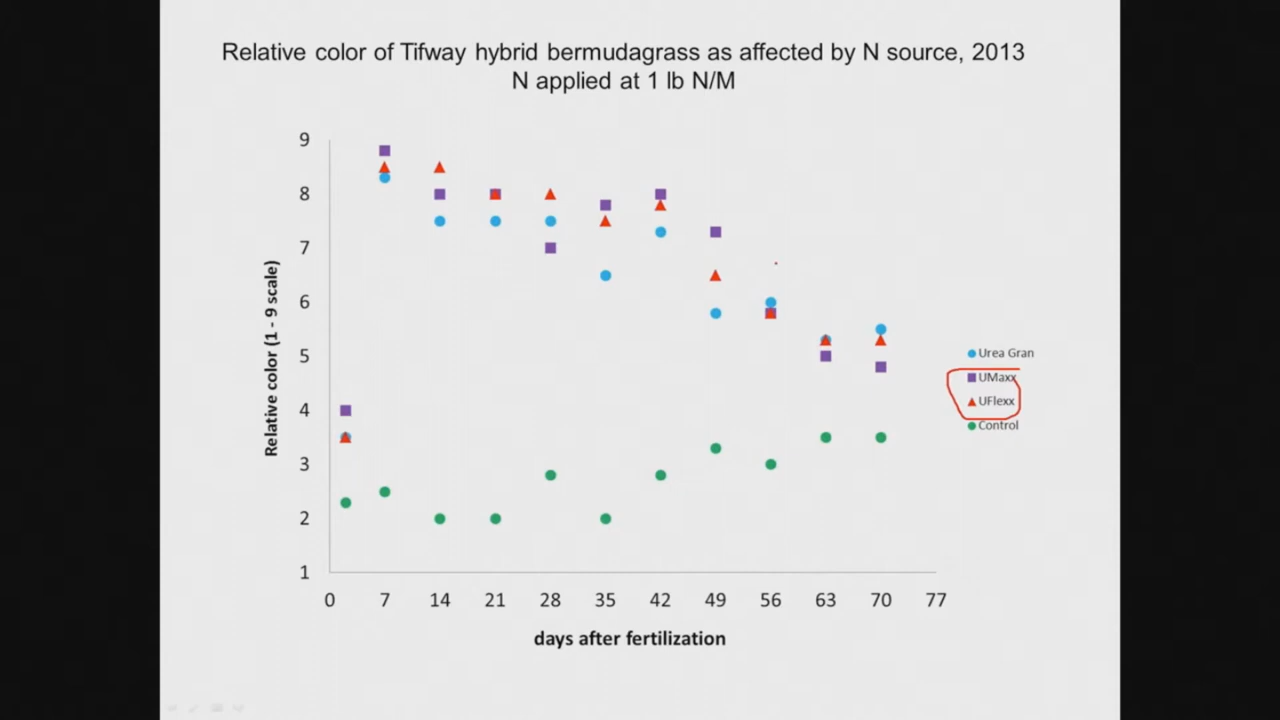 Relative color of Tifway hybrid bermudagrass as affected by N source, 2013
N applied at 1 lb N/M
9
8
7
6
5
4
3
2
1
Relative color (1 - 9 scale)
0 7 14 21 28 35 42 49 56 63 70 77
days after fertilization
Urea Gran
UMaxx
UFlexx
Control